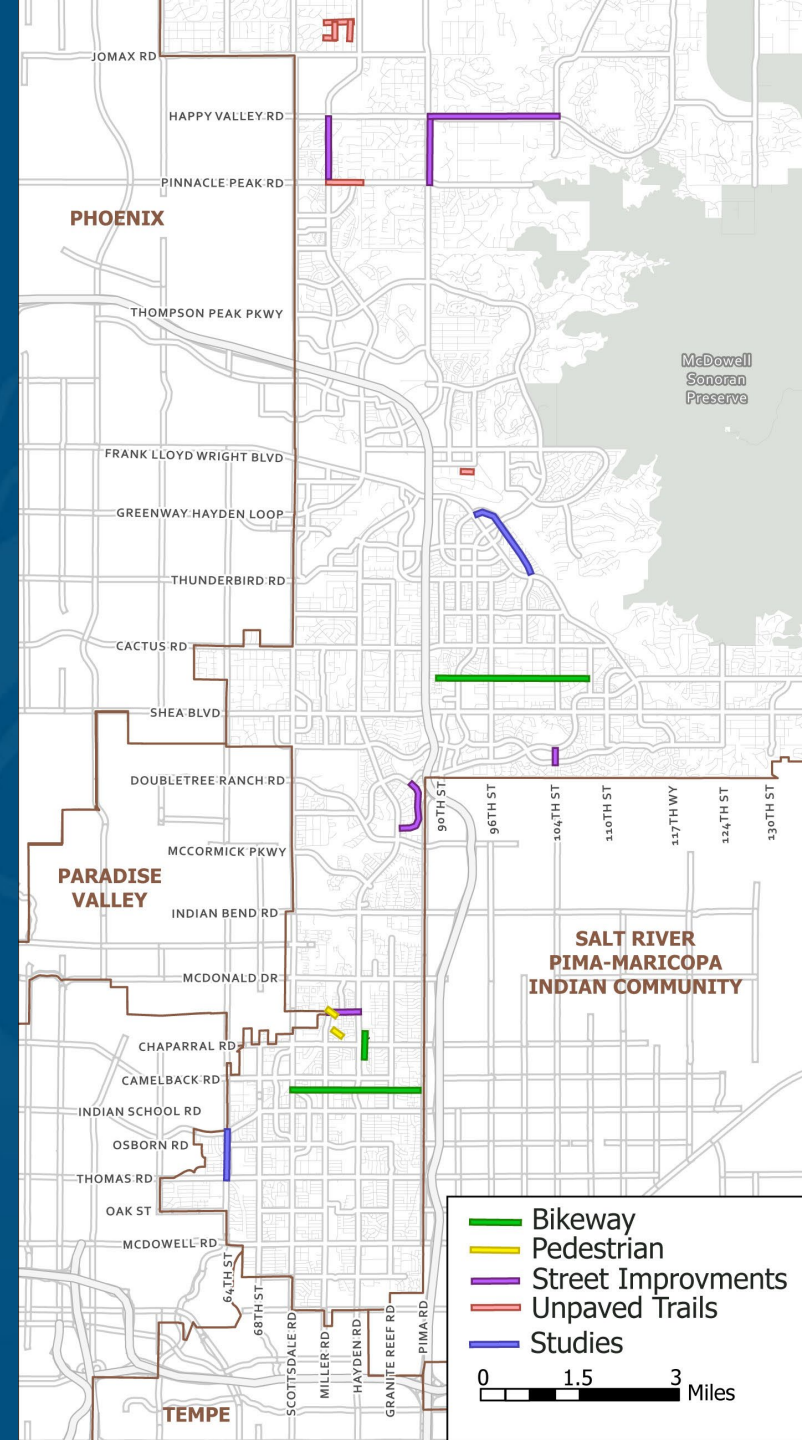 JOMAX RD
HAPPY VALLEY RD
PINNACLE PEAK RD
PHOENIX
THOMPSON PEAK PKWY
McDowell
Sonoran
Preserve
FRANK LLOYD WRIGHT BLVD
GREENWAY HAYDEN LOOP
THUNDERBIRD RD
CACTUS RD
SHEA BLVD
DOUBLETREE RANCH RD
90TH ST
96TH ST
104TH ST
110TH ST
117TH WY
124TH ST
130TH ST
MCCORMICK PKWY
PARADISE
VALLEY
INDIAN BEND RD
SALT RIVER
PIMA-MARICOPA
INDIAN COMMUNITY
MCDONALD DR
CHAPARRAL RD
CAMELBACK RD
INDIAN SCHOOL RD
OSBORN RD
THOMAS RD
OAK ST
MCDOWELL RD
64TH ST
68TH ST
SCOTTSDALE RD
MILLER RD
HAYDEN RD
GRANITE REEF RD
PIMA RD
TEMPE
Bikeway
Pedestrian
Street Improvments
Unpaved Trails
Studies
0 1.5 3
Miles